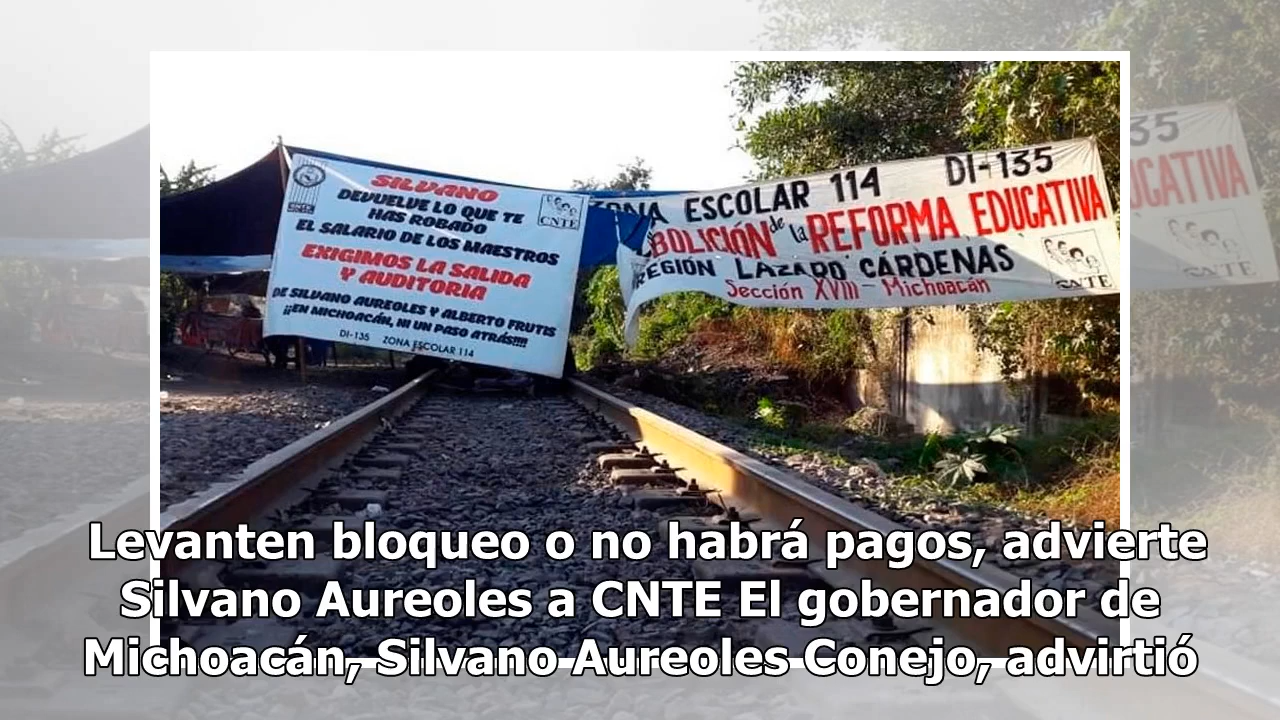 SILVANO
DEVUELVE LO QUE TE
HAS ROBADO
EL SALARIO DE LOS MAESTROS
EXIGIMOS LA SALIDA
Y AUDITORIA
DE SILVANO AUREOLES Y ALBERTO FRUTIS
¡¡EN MICHOACÁN, NI UN PASO ATRÁS!!!!
DI-135 ZONA ESCOLAR 114
CNTE
ZONA ESCOLAR 114 DI-135
ABOLICIÓN de la REFORMA EDUCATIVA
REGIÓN LAZARO CÁRDENAS
Sección XVIII - Michoacán
CNTE
35
UCATIVA
CNTE
Levanten bloqueo o no habrá pagos, advierte
Silvano Aureoles a CNTE El gobernador de
Michoacán, Silvano Aureoles Conejo, advirtió